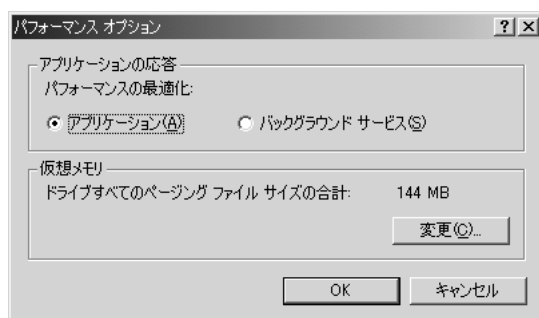 パフォーマンス オプション
アプリケーションの応答
パフォーマンスの最適化:
アプリケーション(A) バックグラウンド サービス(S)
仮想メモリ
ドライブすべてのページング ファイル サイズの合計: 144 MB
変更(C)...
OK キャンセル